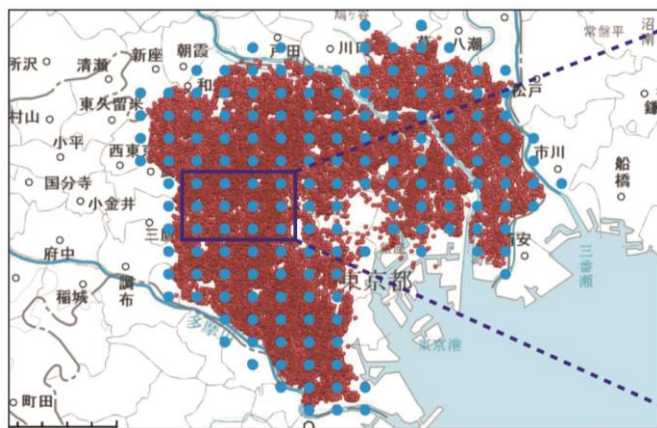 鳩ヶ谷
沼南
常盤平
新座
朝霞
戸田
川口
草
八潮
所沢
清瀬
和
松戸
鎌
東久留米
村山
小平
西東京
市川
船橋
国分寺
小金井
三鷹
府中
浦安
三番瀬
調布
稲城
東京都
多摩
東京港
町田